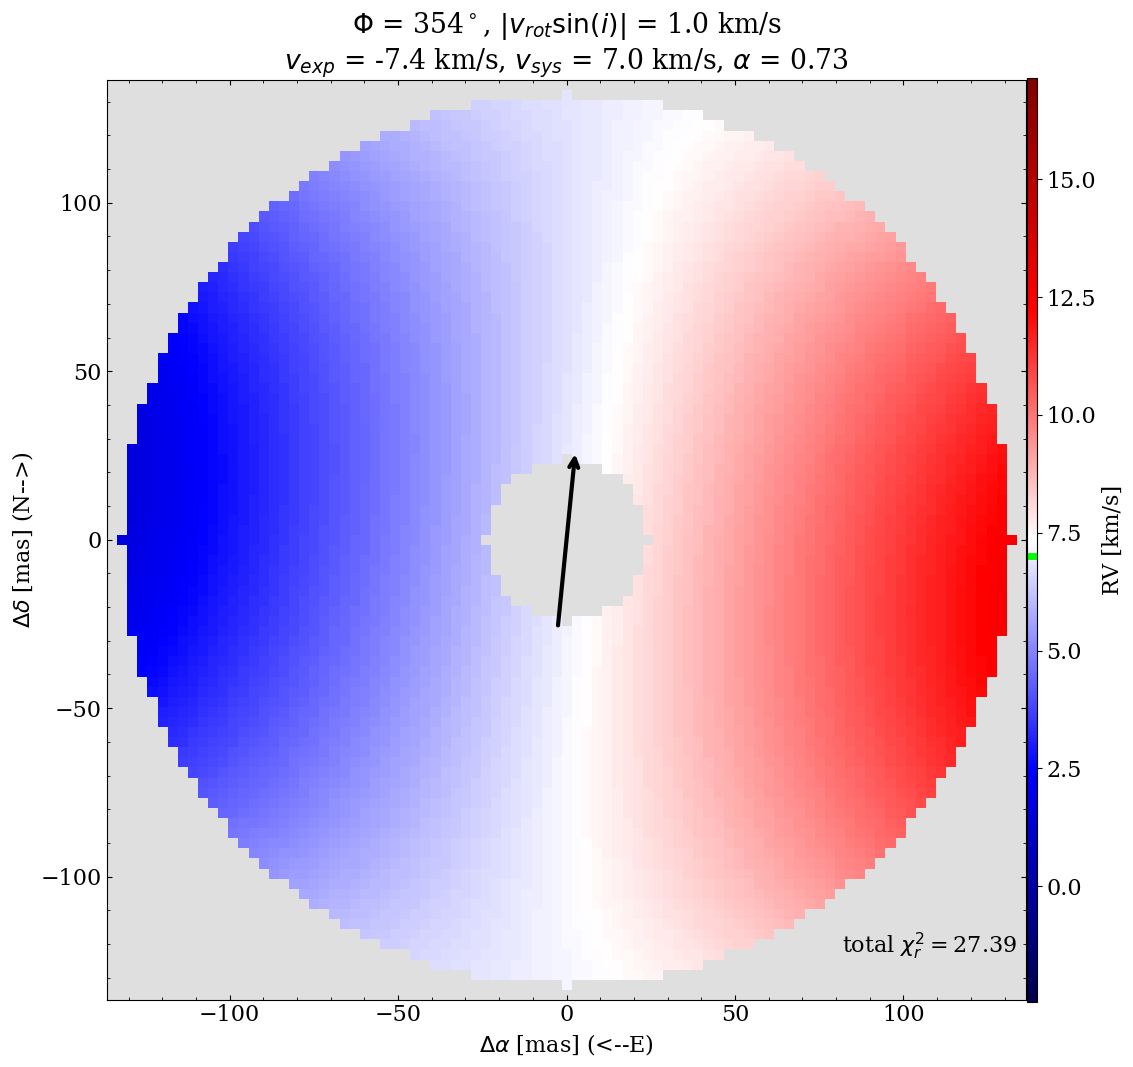 Φ = 354°, |v_rot sin(i)| = 1.0 km/s
v_exp = -7.4 km/s, v_sys = 7.0 km/s, α = 0.73
100
50
0
−50
−100
Δδ [mas] (N-->)
−100
−50
0
50
100
Δα [mas] (<--E)
total χ_r^2 = 27.39
15.0
12.5
10.0
7.5
5.0
2.5
0.0
RV [km/s]